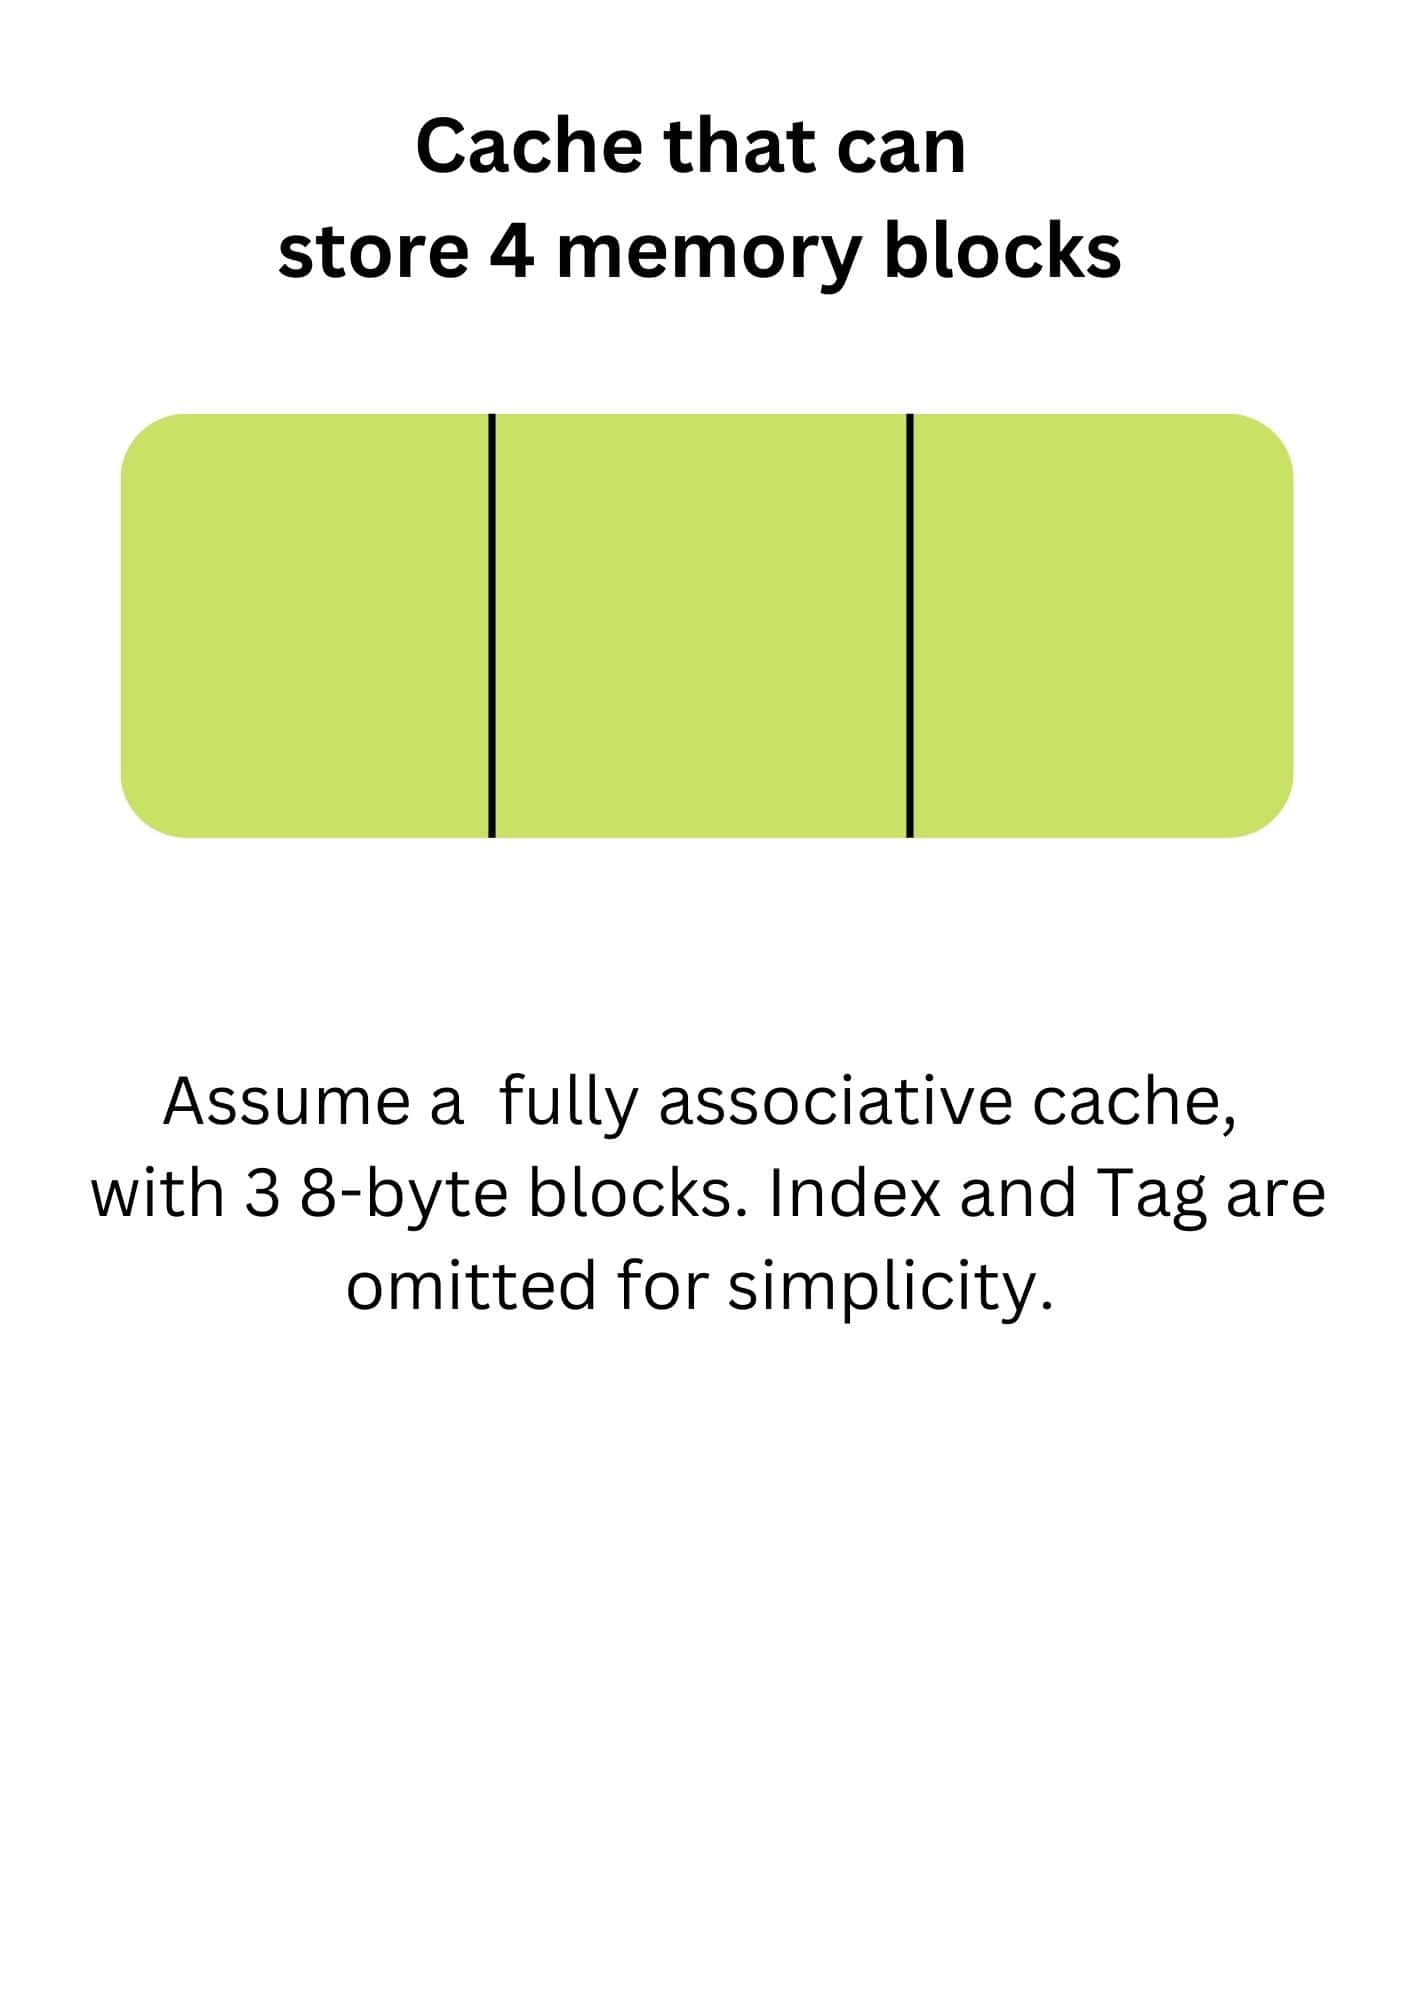 Cache that can
store 4 memory blocks
Assume a fully associative cache,
with 3 8-byte blocks. Index and Tag are
omitted for simplicity.